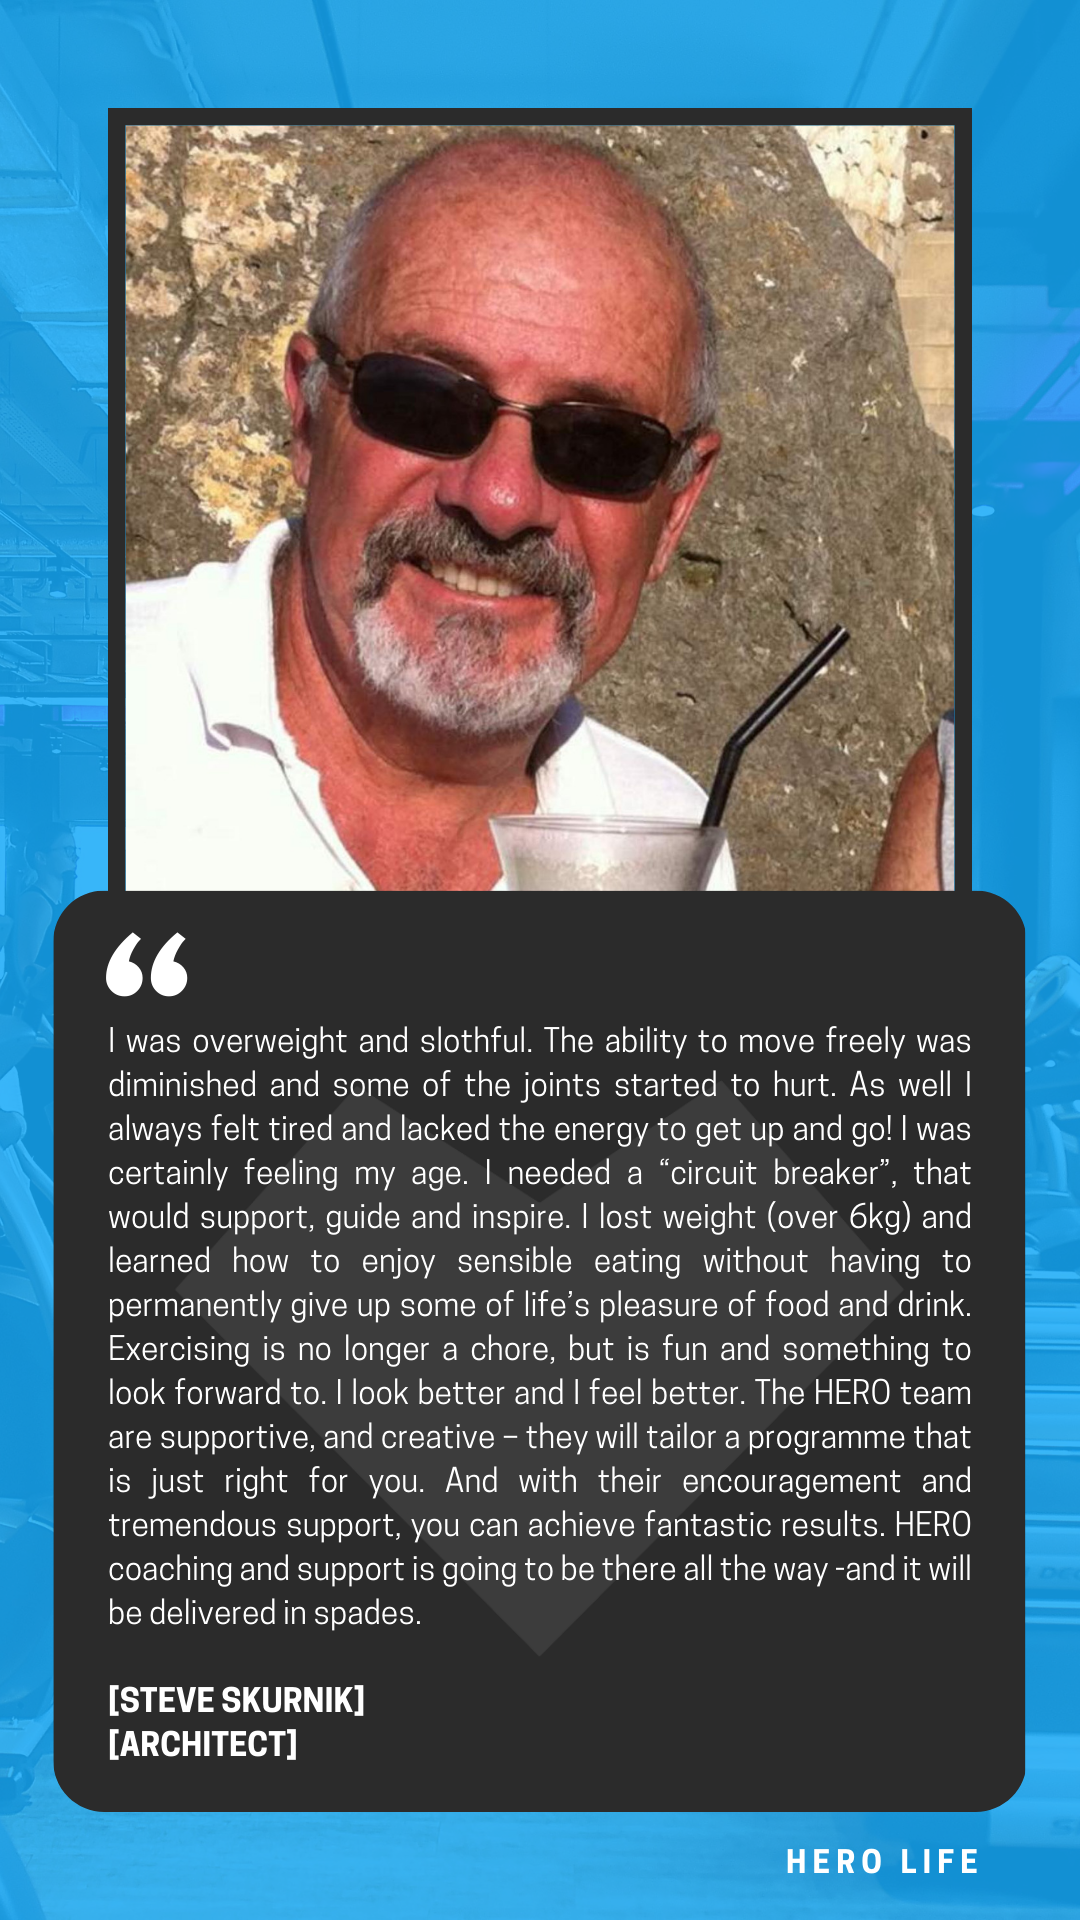 “
I was overweight and slothful. The ability to move freely was
diminished and some of the joints started to hurt. As well I
always felt tired and lacked the energy to get up and go! I was
certainly feeling my age. I needed a “circuit breaker”, that
would support, guide and inspire. I lost weight (over 6kg) and
learned how to enjoy sensible eating without having to
permanently give up some of life’s pleasure of food and drink.
Exercising is no longer a chore, but is fun and something to
look forward to. I look better and I feel better. The HERO team
are supportive, and creative – they will tailor a programme that
is just right for you. And with their encouragement and
tremendous support, you can achieve fantastic results. HERO
coaching and support is going to be there all the way -and it will
be delivered in spades.
[STEVE SKURNIK]
[ARCHITECT]
HERO LIFE